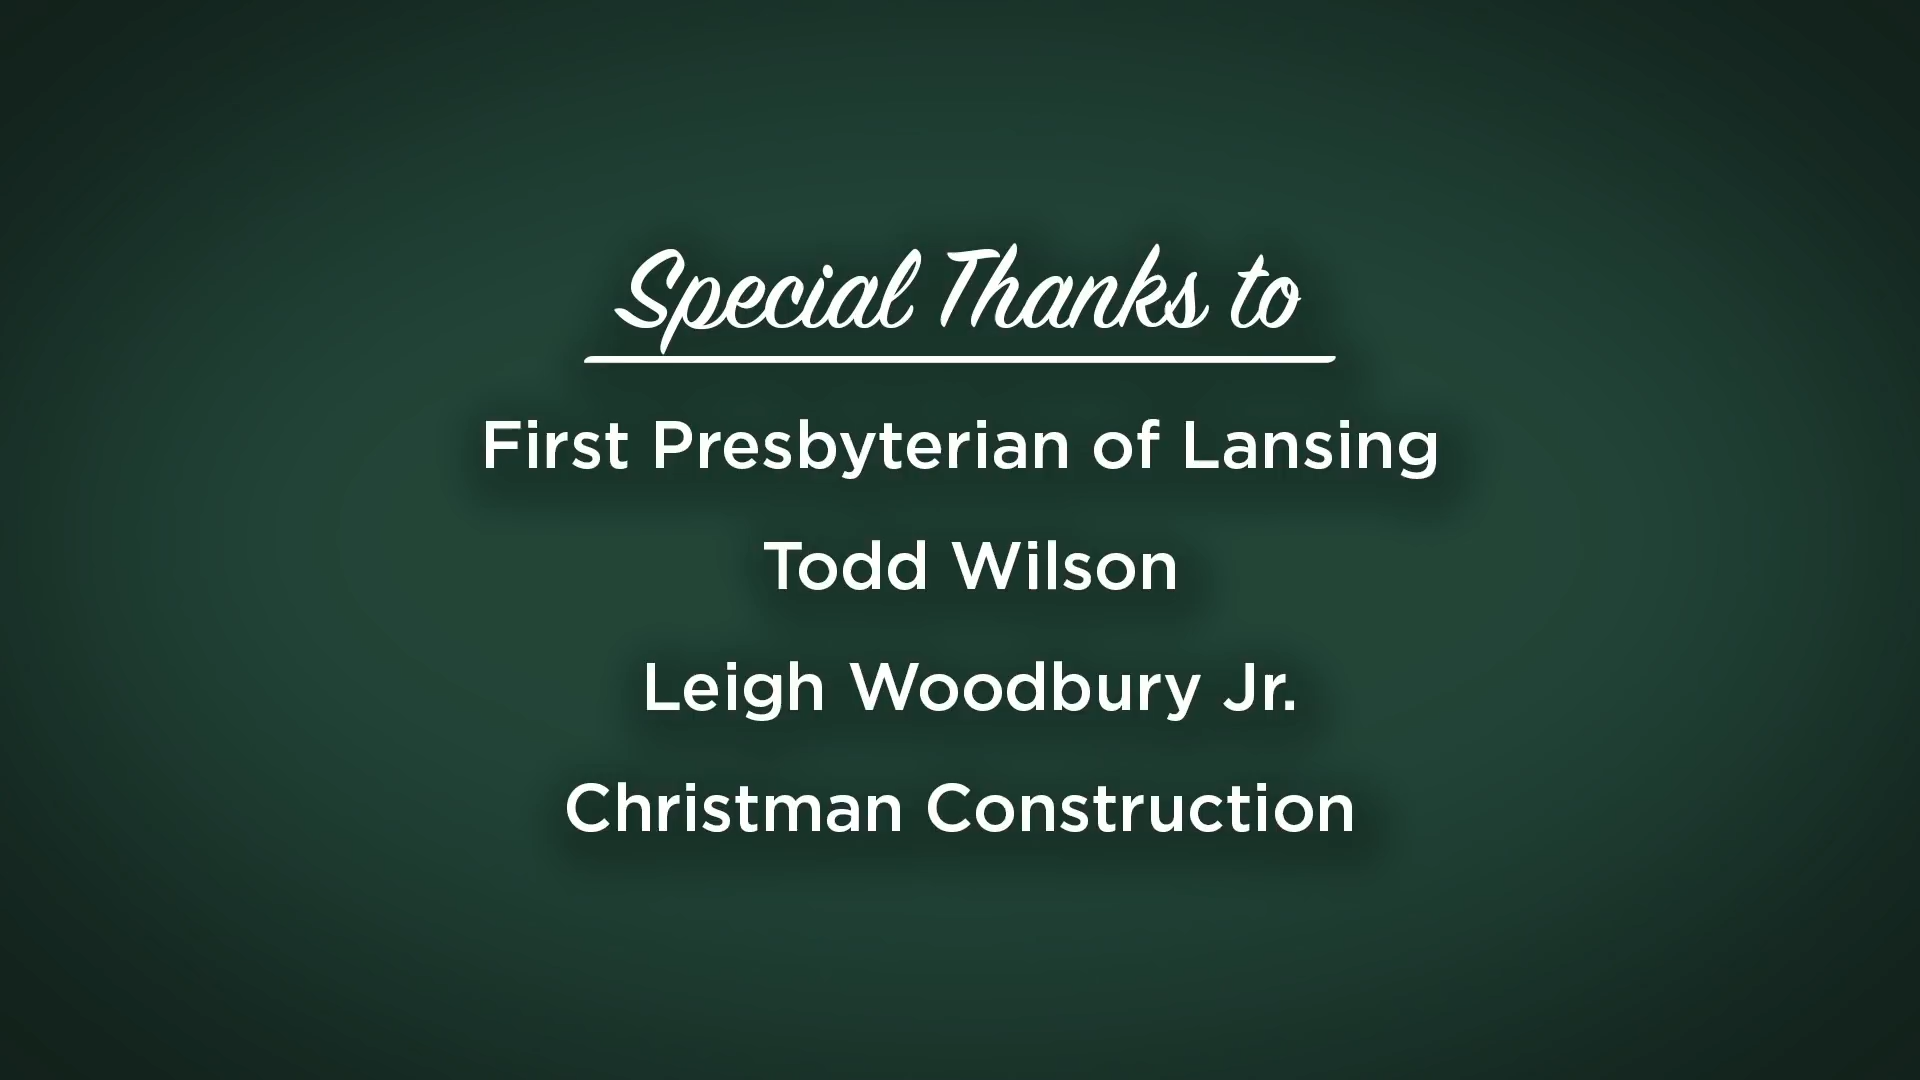 Special Thanks to
First Presbyterian of Lansing
Todd Wilson
Leigh Woodbury Jr.
Christman Construction